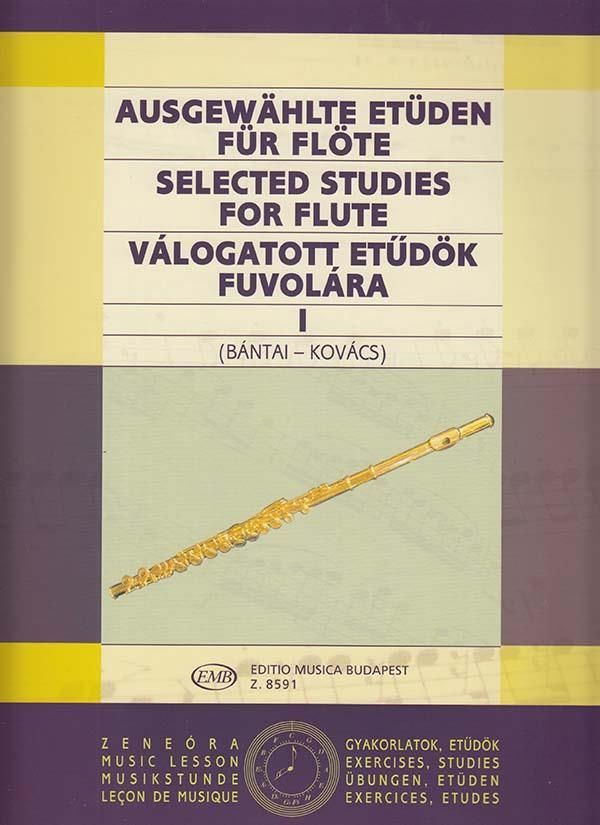 AUSGEWÄHLTE ETÜDEN
FÜR FLÖTE
SELECTED STUDIES
FOR FLUTE
VÁLOGATOTT ETŰDÖK
FUVOLÁRA
I
(BÁNTAI – KOVÁCS)
EMB
EDITIO MUSICA BUDAPEST
Z. 8591
ZENEÓRA
MUSIC LESSON
MUSIKSTUNDE
LEÇON DE MUSIQUE
GYAKORLATOK, ETŰDÖK
EXERCISES, STUDIES
ÜBUNGEN, ETÜDEN
EXERCICES, ETUDES